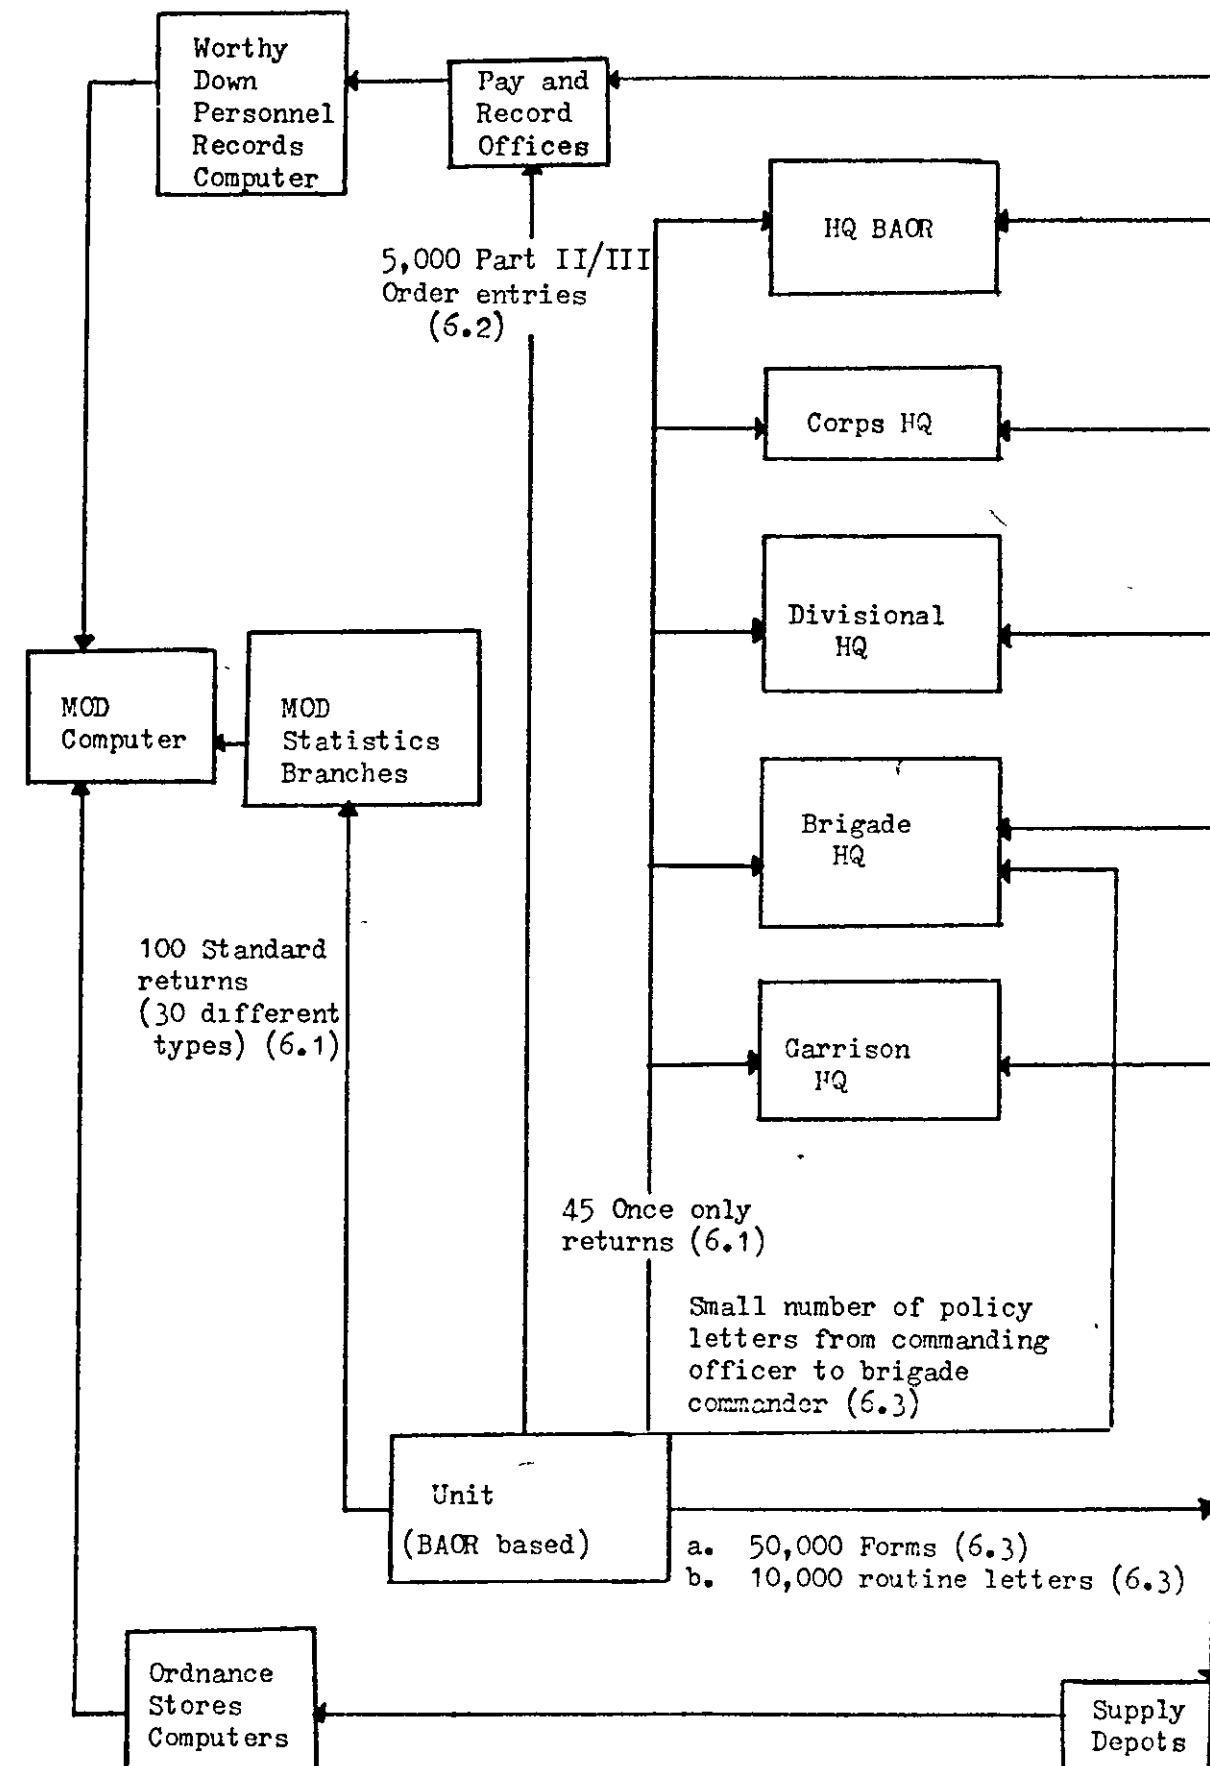 Worthy
Down
Personnel
Records
Computer
Pay and
Record
Offices
HQ BAOR
5,000 Part II/III
Order entries
(6.2)
Corps HQ
Divisional
HQ
MOD
Computer
MOD
Statistics
Branches
Brigade
HQ
100 Standard
returns
(30 different
types) (6.1)
Garrison
HQ
45 Once only
returns (6.1)
Small number of policy
letters from commanding
officer to brigade
commander (6.3)
Unit
(BAOR based)
a. 50,000 Forms (6.3)
b. 10,000 routine letters (6.3)
Ordnance
Stores
Computers
Supply
Depots